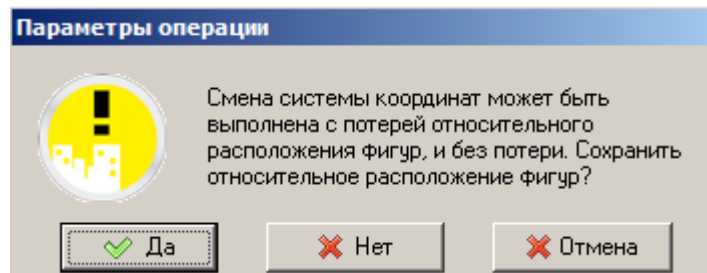 Параметры операции
Смена системы координат может быть
выполнена с потерей относительного
расположения фигур, и без потери. Сохранить
относительное расположение фигур?
Да
Нет
Отмена